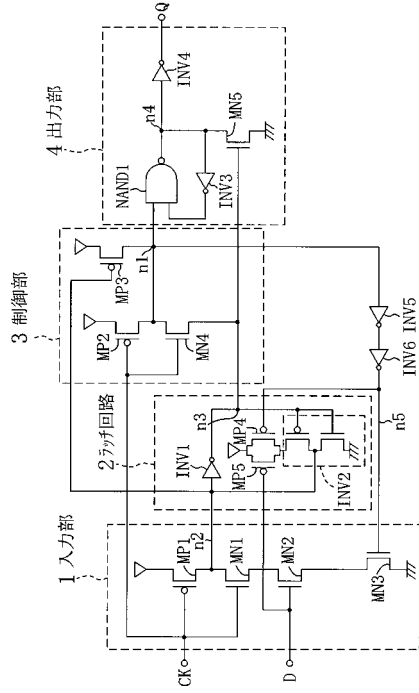 1 入力部
2 ラッチ回路
3 制御部
4 出力部
CK
D
Q
MP1
MN1
MN2
MN3
n2
INV1
n3
MP4
MP5
INV2
n5
MP2
MN4
MP3
n1
NAND1
INV3
n4
MN5
INV4
INV5
INV6